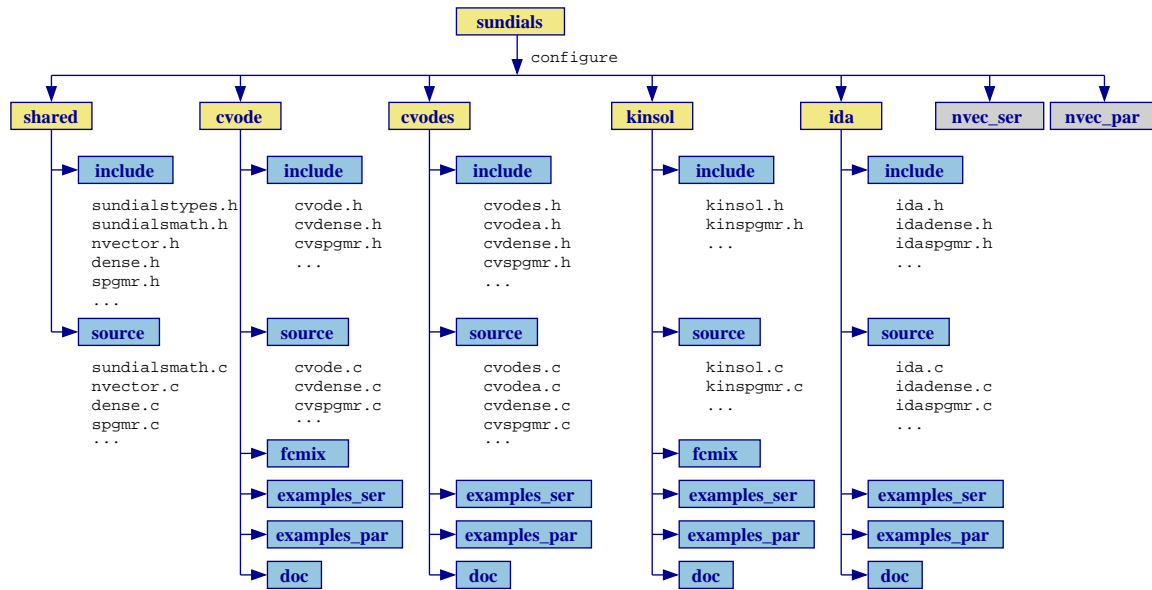 sundials
configure
shared
cvode
cvodes
kinsol
ida
nvec_ser
nvec_par
include
sundialstypes.h
sundialsmath.h
nvector.h
dense.h
spgmr.h
...
source
sundialsmath.c
nvector.c
dense.c
spgmr.c
...
include
cvode.h
cvdense.h
cvspgmr.h
...
source
cvode.c
cvdense.c
cvspgmr.c
...
fcmix
examples_ser
examples_par
doc
include
cvodes.h
cvodea.h
cvdense.h
cvspgmr.h
...
source
cvodes.c
cvodea.c
cvdense.c
cvspgmr.c
...
examples_ser
examples_par
doc
include
kinsol.h
kinspgmr.h
...
source
kinsol.c
kinspgmr.c
...
fcmix
examples_ser
examples_par
doc
include
ida.h
idadense.h
idaspgmr.h
...
source
ida.c
idadense.c
idaspgmr.c
...
examples_ser
examples_par
doc